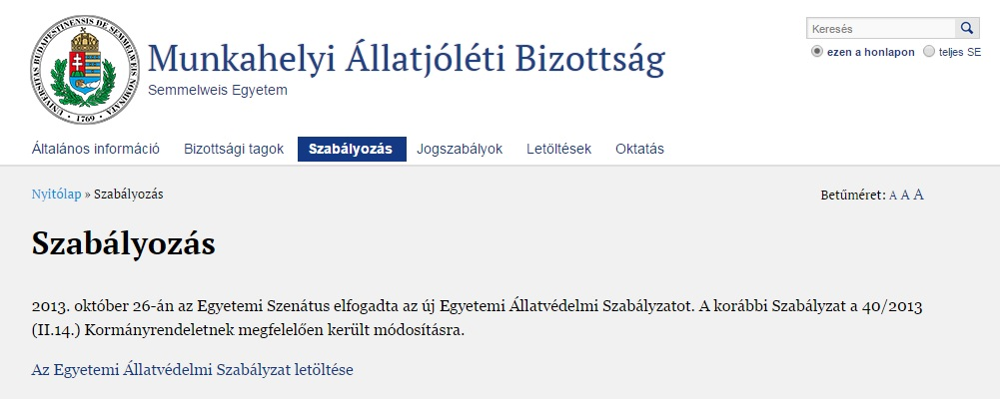 UNIVERSITAS BUDAPESTINENSIS DE SEMMELWEIS NOMINATA
• 1769 •
Munkahelyi Állatjóléti Bizottság
Semmelweis Egyetem
Keresés
ezen a honlapon teljes SE
Általános információ Bizottsági tagok Szabályozás Jogszabályok Letöltések Oktatás
Nyitólap » Szabályozás Betűméret: A A A
Szabályozás
2013. október 26-án az Egyetemi Szenátus elfogadta az új Egyetemi Állatvédelmi Szabályzatot. A korábbi Szabályzat a 40/2013
(II.14.) Kormányrendeletnek megfelelően került módosításra.
Az Egyetemi Állatvédelmi Szabályzat letöltése